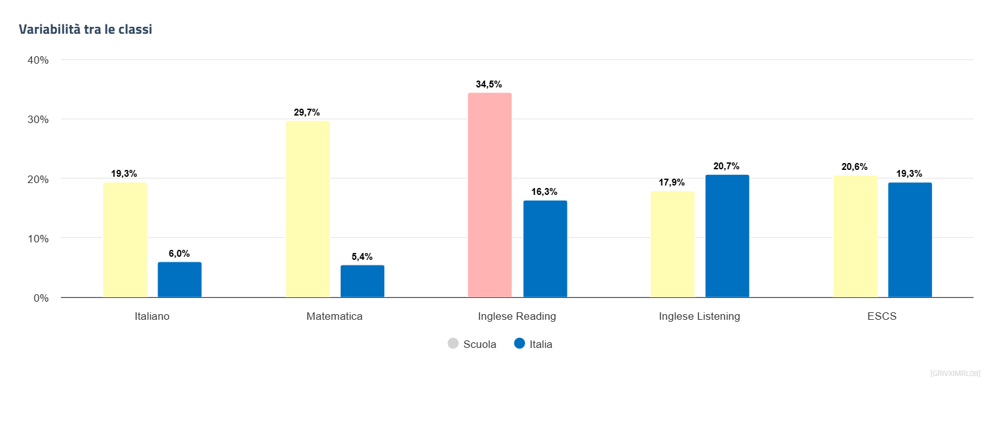 Variabilità tra le classi
40%
30%
20%
10%
0%
19,3%
6,0%
29,7%
5,4%
34,5%
16,3%
17,9%
20,7%
20,6%
19,3%
Italiano
Matematica
Inglese Reading
Inglese Listening
ESCS
Scuola
Italia
[GRIVXIMRL08]